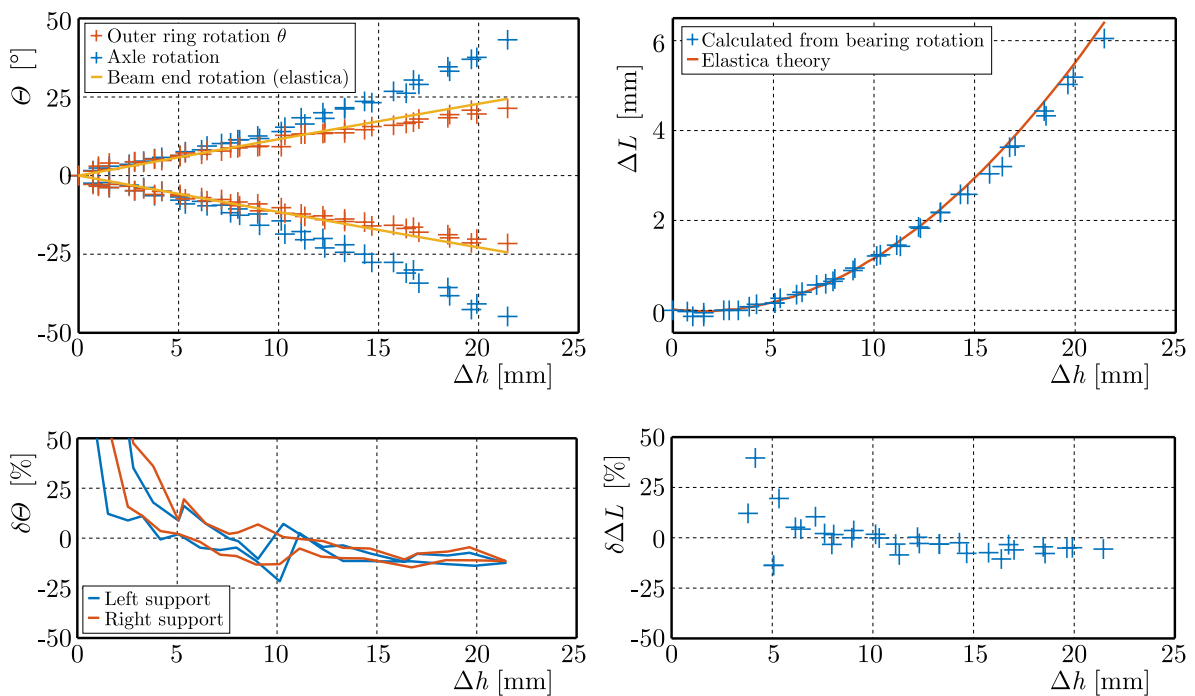 50
25
0
-25
-50
Θ [°]
Outer ring rotation θ
Axle rotation
Beam end rotation (elastica)
0
5
10
15
20
25
Δh [mm]
6
4
2
0
ΔL [mm]
Calculated from bearing rotation
Elastica theory
0
5
10
15
20
25
Δh [mm]
50
25
0
-25
-50
δΘ [%]
Left support
Right support
0
5
10
15
20
25
Δh [mm]
50
25
0
-25
-50
δΔL [%]
0
5
10
15
20
25
Δh [mm]